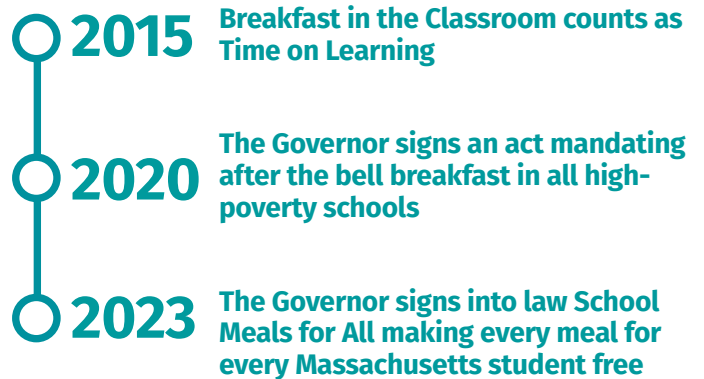 2015
Breakfast in the Classroom counts as
Time on Learning
2020
The Governor signs an act mandating
after the bell breakfast in all high-
poverty schools
2023
The Governor signs into law School
Meals for All making every meal for
every Massachusetts student free